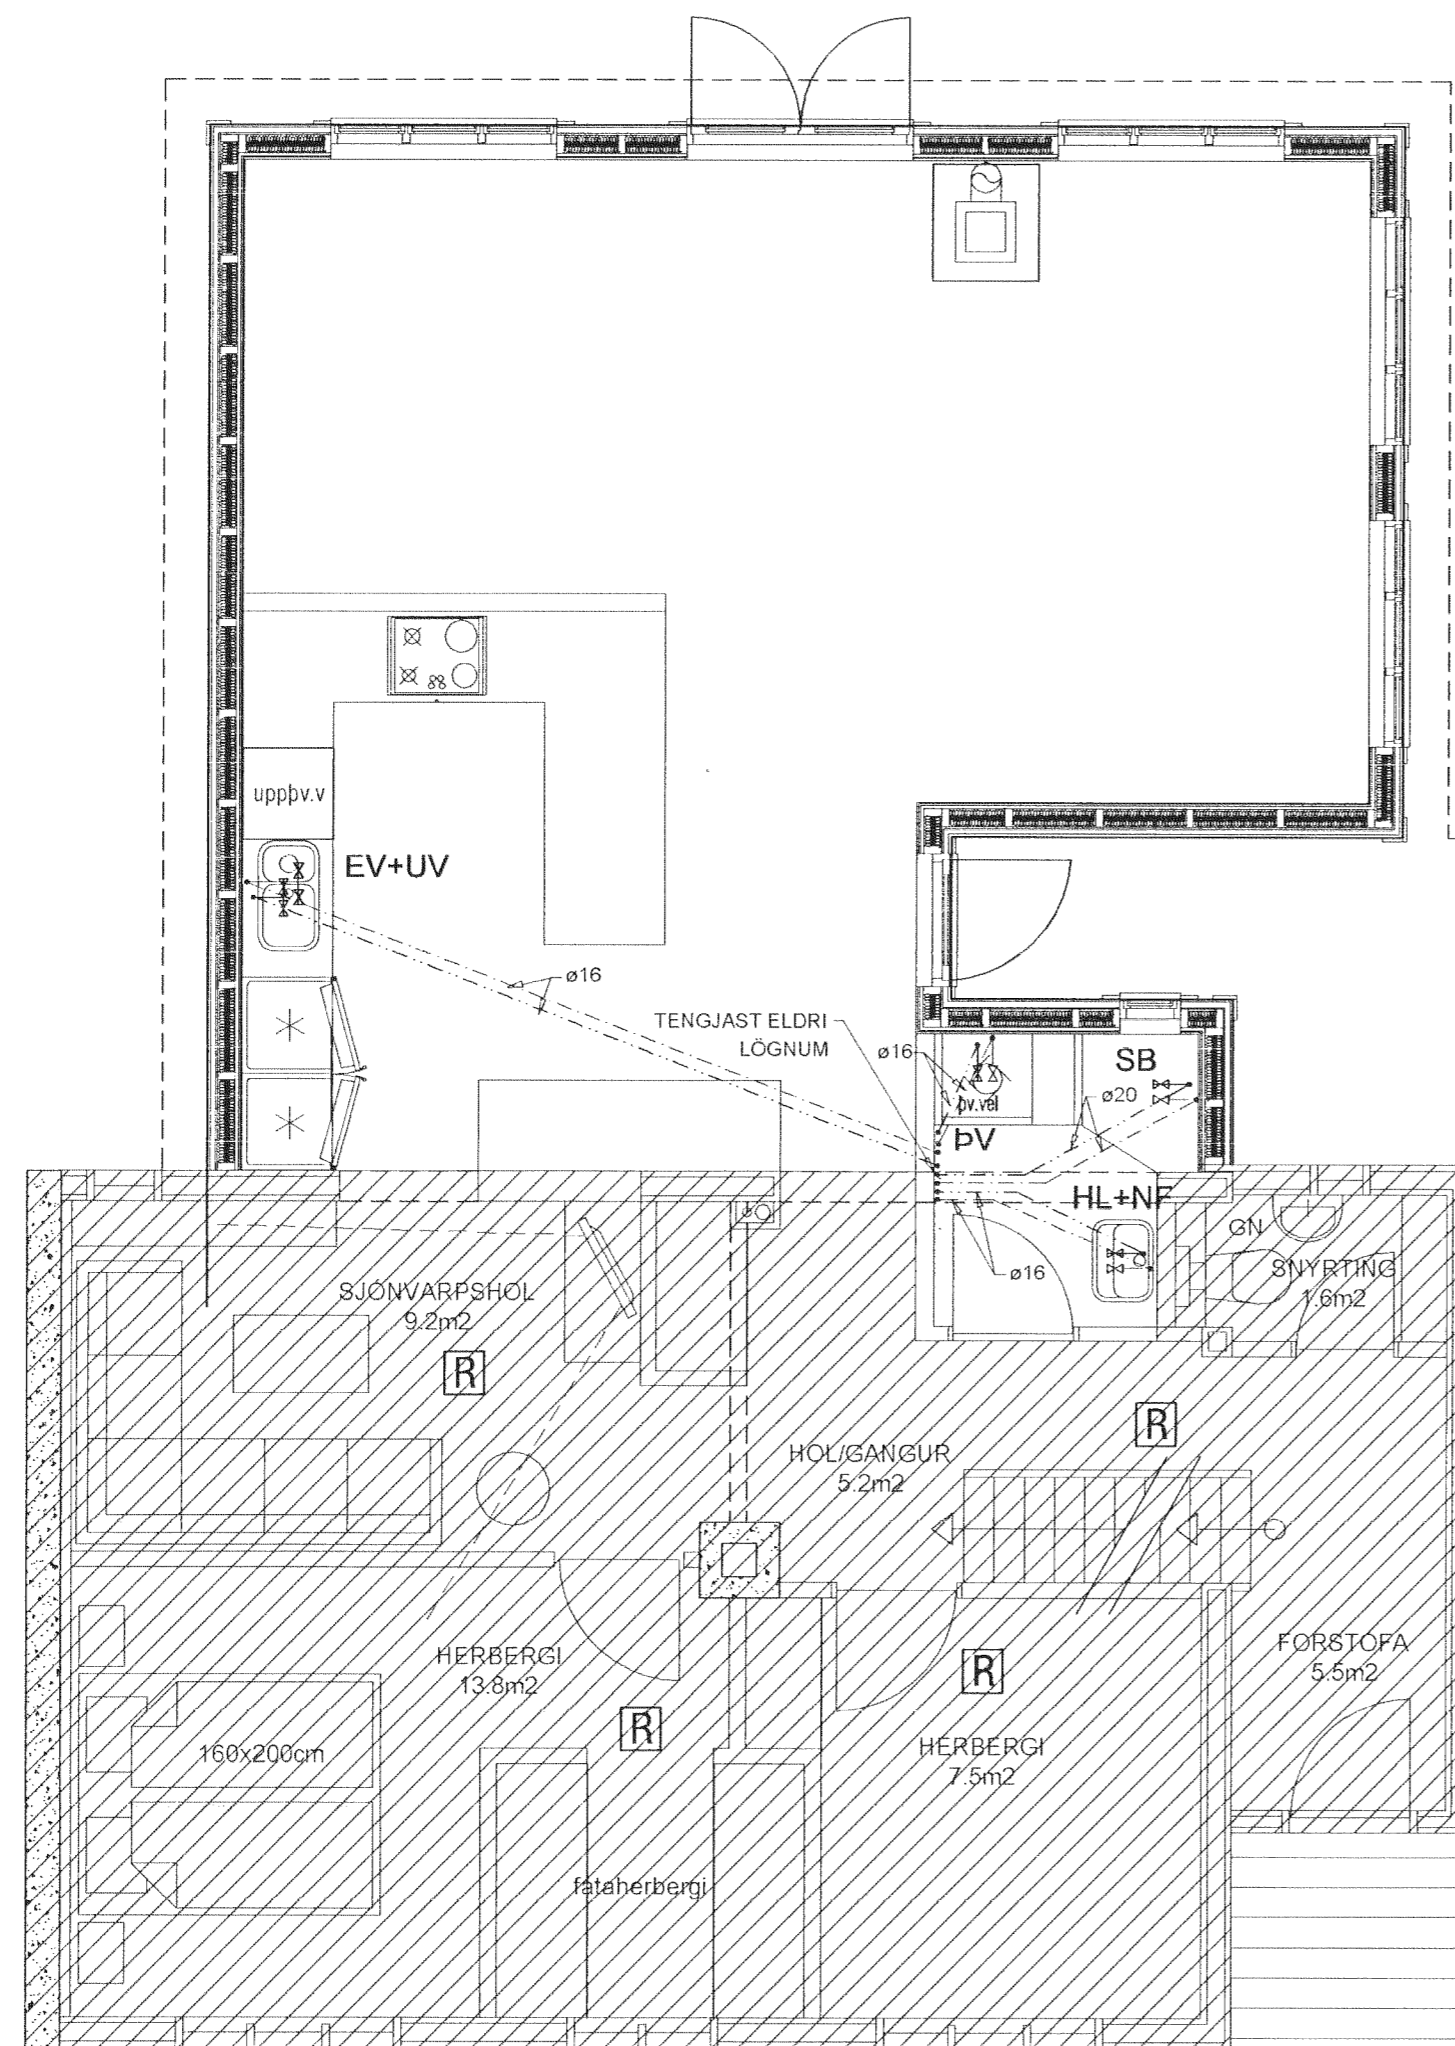 uppþv.v
EV+UV
ø16
TENGJAST ELDRI
LÖGNUM
ø16
SB
ø20
þv.vél
ÞV
HL+NF
GN
SNYRTING
1.6m2
ø16
SJÓNVARPSHOL
9.2m2
R
R
HOL/GANGUR
5.2m2
HERBERGI
13.8m2
R
FORSTOFA
5.5m2
R
HERBERGI
7.5m2
160x200cm
fataherbergi